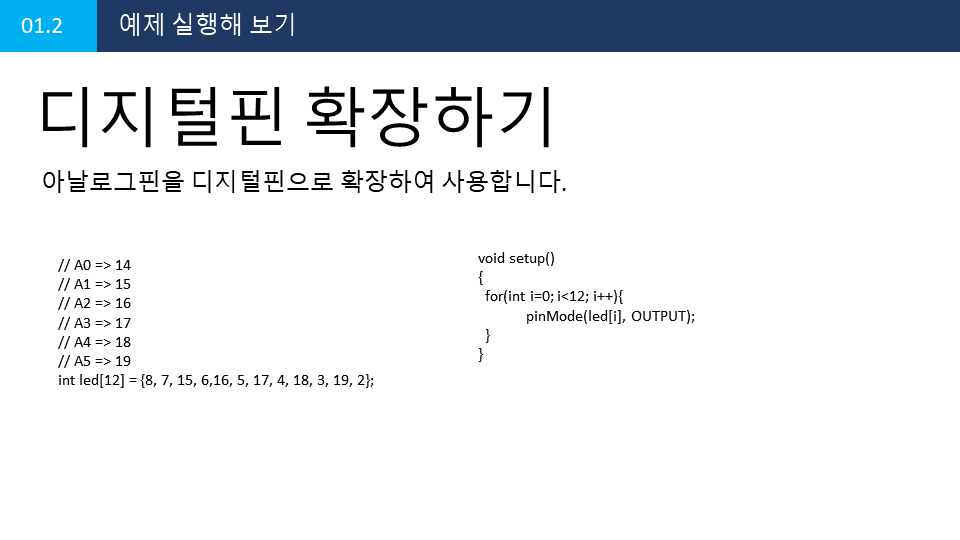 01.2
예제 실행해 보기
디지털핀 확장하기
아날로그핀을 디지털핀으로 확장하여 사용합니다.
// A0 => 14
// A1 => 15
// A2 => 16
// A3 => 17
// A4 => 18
// A5 => 19
int led[12] = {8, 7, 15, 6,16, 5, 17, 4, 18, 3, 19, 2};
void setup()
{
for(int i=0; i<12; i++){
pinMode(led[i], OUTPUT);
}
}